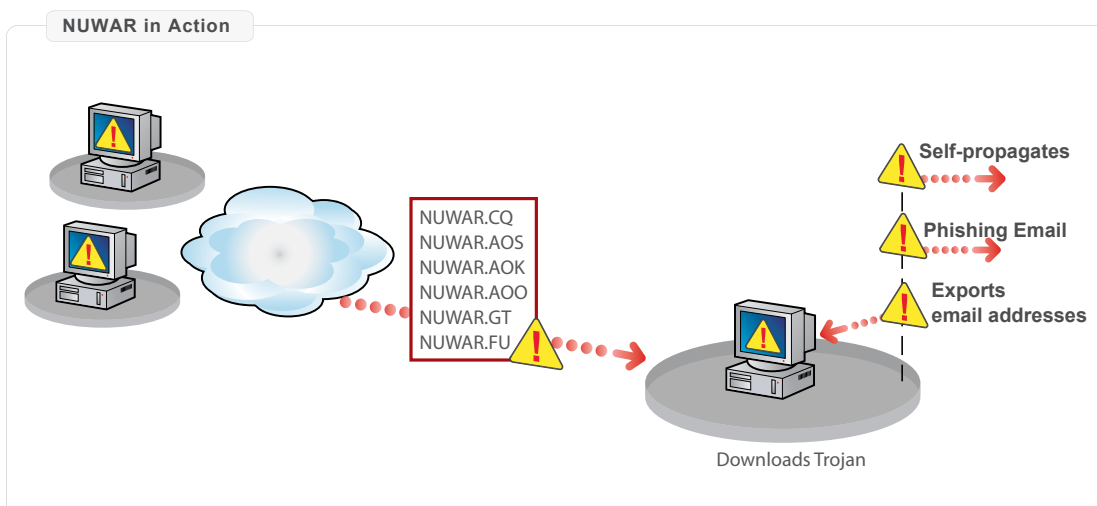 NUWAR in Action
NUWAR.CQ
NUWAR.AOS
NUWAR.AOK
NUWAR.AOO
NUWAR.GT
NUWAR.FU
Self-propagates
Phishing Email
Exports
email addresses
Downloads Trojan